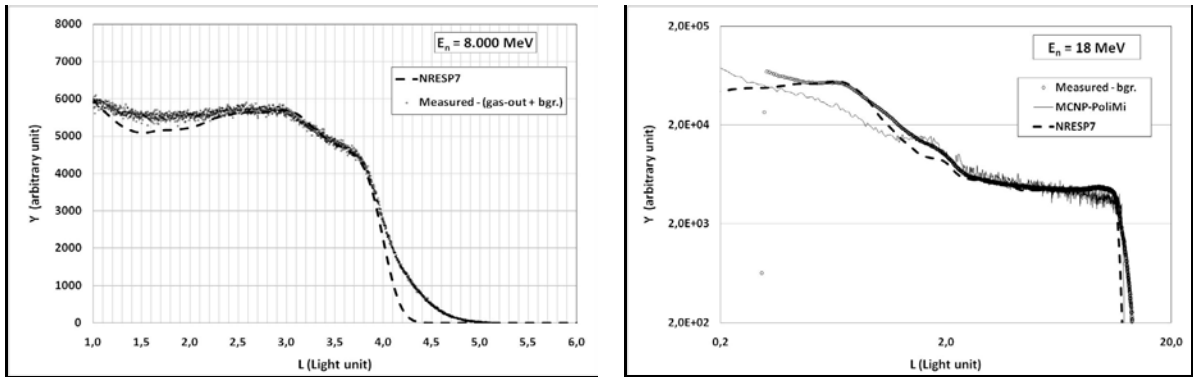 8000
7000
6000
5000
4000
3000
2000
1000
0
Y (arbitrary unit)
Eₙ = 8.000 MeV
NRESP7
Measured - (gas-out + bgr.)
1,0 1,5 2,0 2,5 3,0 3,5 4,0 4,5 5,0 5,5 6,0
L (Light unit)
2,0E+05
2,0E+04
2,0E+03
2,0E+02
Y (arbitrary unit)
Eₙ = 18 MeV
Measured - bgr.
MCNP-PoliMi
NRESP7
0,2 2,0 20,0
L (Light unit)